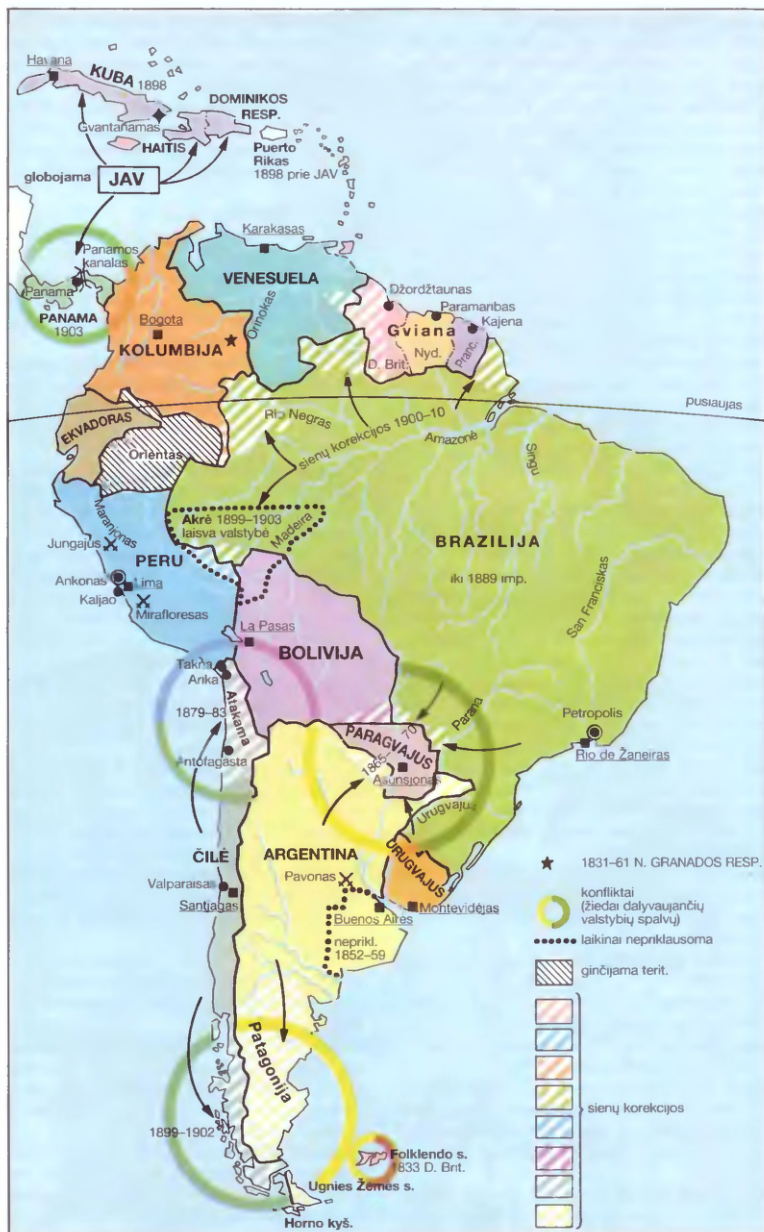 Havana
KUBA 1898
DOMINIKOS
RESP.
Gvantanamas
HAITIS
Puerto
Rikas
1898 prie JAV
globojama
JAV
Panamos
kanalas
Panama
PANAMA
1903
Karakasas
VENESUELA
Orinokas
Bogota
KOLUMBIJA
Džordžtaunas
Paramaribas
Kajena
Gviana
D. Brit.
Nyd.
Pranc.
pusiaujas
EKVADORAS
Orientas
Rio Negras
sienų korekcijos 1900–10
Amazonė
Singu
Maranjonas
Akrė 1899–1903
laisva valstybė
Madeira
BRAZILIJA
iki 1889 imp.
San Franciskas
Jungajus
PERU
Ankonas
Lima
Kaljao
Mirafloresas
La Pasas
BOLIVIJA
Takna
Arika
Atakama
1879–83
Antofagasta
PARAGVAJUS
1865–70
Asunsjonas
Parana
Petropolis
Rio de Žaneiras
Urugvajus
ČILĖ
ARGENTINA
Pavonas
URUGVAJUS
Valparaisas
Santjagas
Buenos Aires
Montevidėjas
neprikl.
1852–59
Patagonija
1899–1902
Folklendo s.
1833 D. Brit.
Ugnies Žemės s.
Horno kyš.
1831–61 N. GRANADOS RESP.
konfliktai
(žiedai dalyvaujančių
valstybių spalvų)
laikinai nepriklausoma
ginčijama terit.
sienų korekcijos